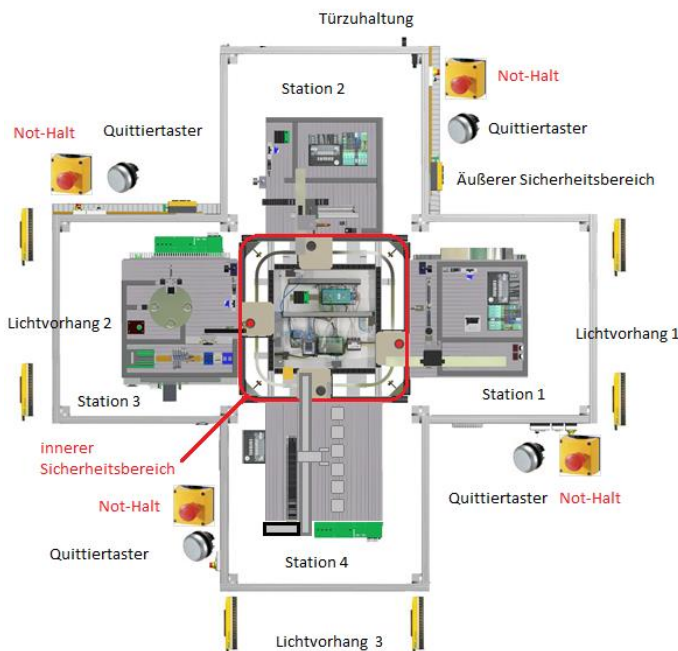 Türzuhaltung
Not-Halt
Station 2
Not-Halt
Quittiertaster
Quittiertaster
Äußerer Sicherheitsbereich
Lichtvorhang 2
Lichtvorhang 1
Station 3
Station 1
innerer
Sicherheitsbereich
Quittiertaster
Not-Halt
Not-Halt
Quittiertaster
Station 4
Lichtvorhang 3